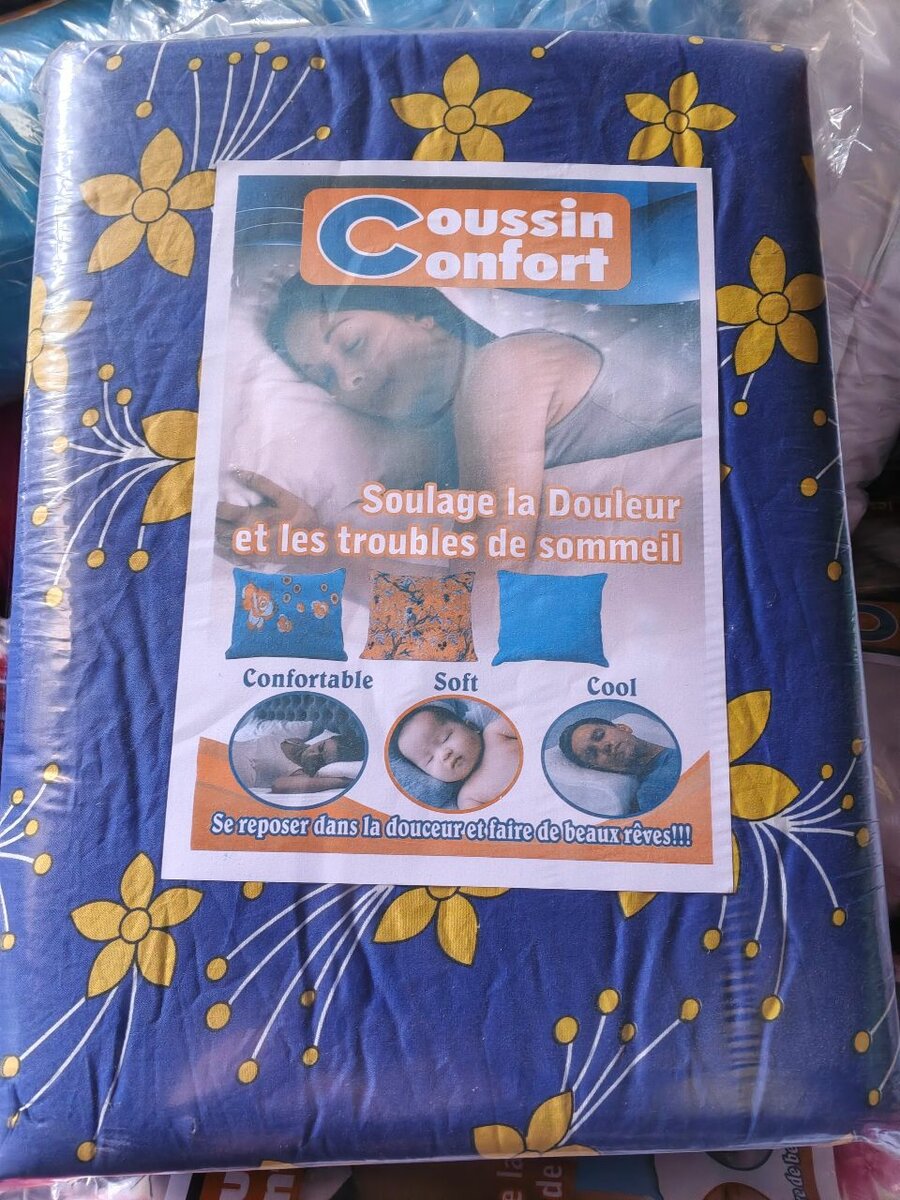 Coussin
Confort
Soulage la Douleur
et les troubles de sommeil
Confortable
Soft
Cool
Se reposer dans la douceur et faire de beaux rêves!!!